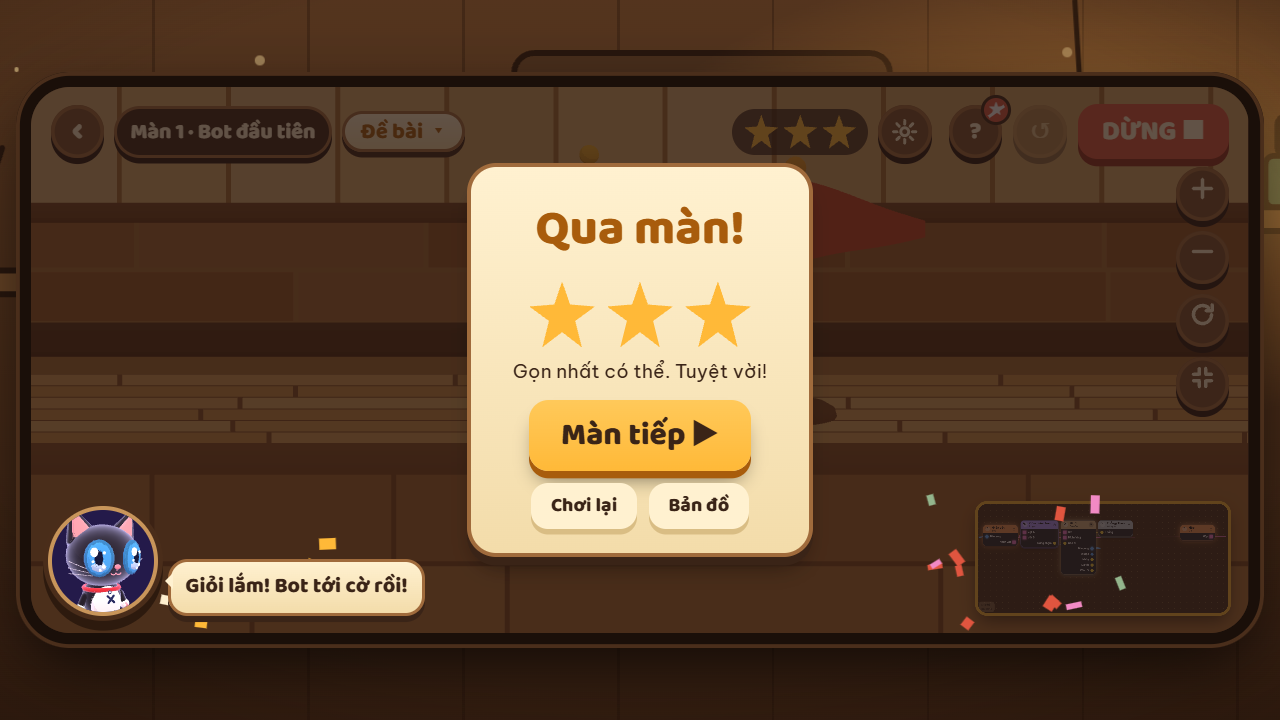 Màn 1 • Bot đầu tiên
Đề bài ▼
?
DỪNG
Qua màn!
Gọn nhất có thể. Tuyệt vời!
Màn tiếp ▶
Chơi lại
Bản đồ
Giỏi lắm! Bot tới cờ rồi!